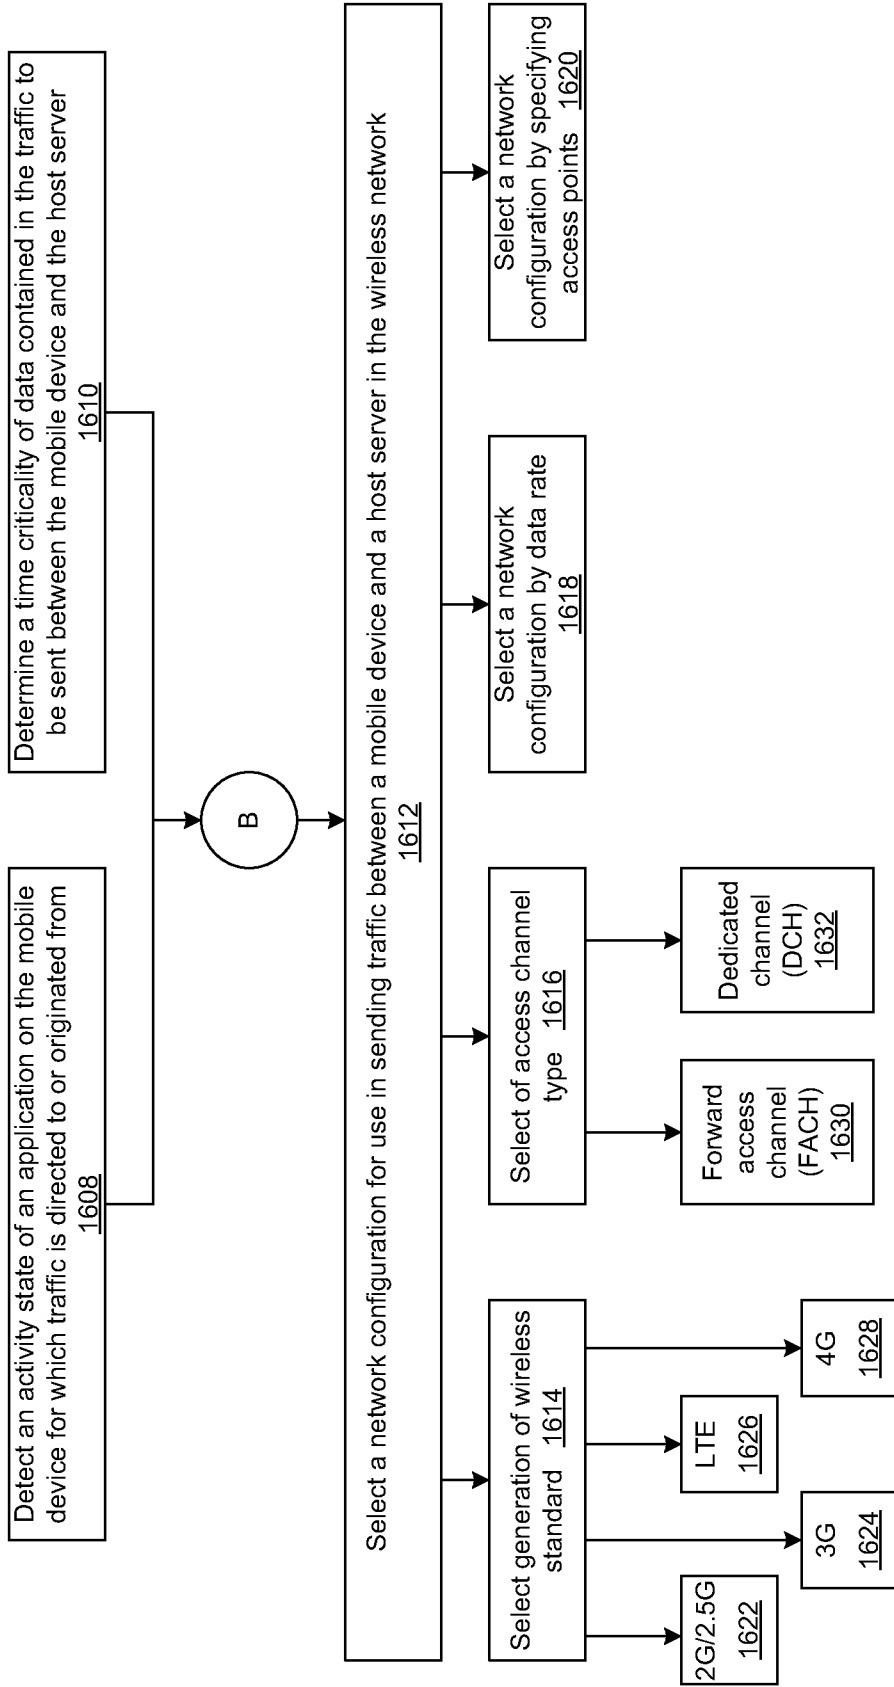 Detect an activity state of an application on the mobile
device for which traffic is directed to or originated from
1608
Determine a time criticality of data contained in the traffic to
be sent between the mobile device and the host server
1610
B
Select a network configuration for use in sending traffic between a mobile device and a host server in the wireless network
1612
Select generation of wireless
standard 1614
Select of access channel
type 1616
Select a network
configuration by data rate
1618
Select a network
configuration by specifying
access points 1620
2G/2.5G
1622
3G
1624
LTE
1626
4G
1628
Forward
access
channel
(FACH)
1630
Dedicated
channel
(DCH)
1632